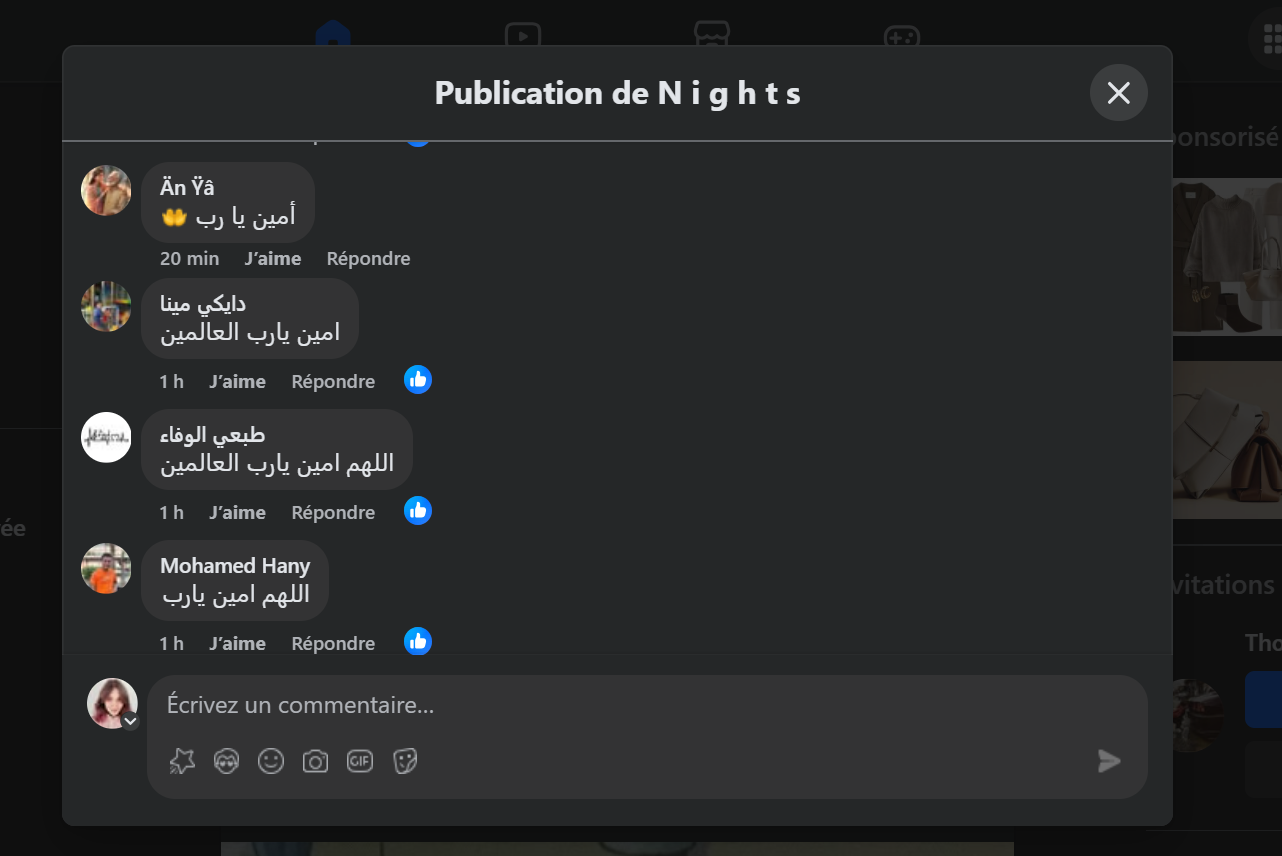 Publication de N i g h t s
ponsorisé
Än Ÿâ
أمين يا رب 🤲
20 min J'aime Répondre
دايكي مينا
امين يارب العالمين
1 h J'aime Répondre
طبعي الوفاء
اللهم امين يارب العالمين
1 h J'aime Répondre
ée
Mohamed Hany
اللهم امين يارب
1 h J'aime Répondre
vitations
Tho
Écrivez un commentaire...
GIF